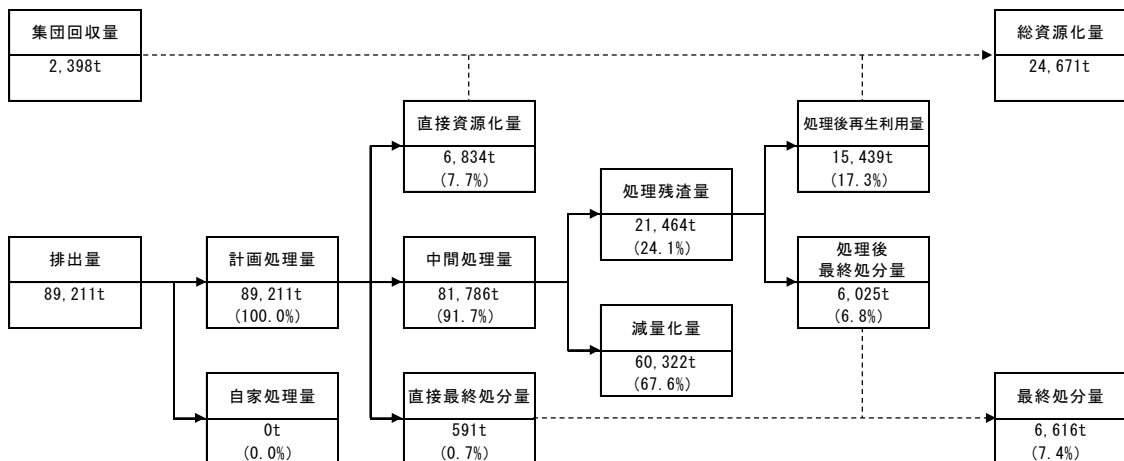 集団回収量
2,398t
総資源化量
24,671t
直接資源化量
6,834t
(7.7%)
処理後再生利用量
15,439t
(17.3%)
処理残渣量
21,464t
(24.1%)
排出量
89,211t
計画処理量
89,211t
(100.0%)
中間処理量
81,786t
(91.7%)
処理後
最終処分量
6,025t
(6.8%)
減量化量
60,322t
(67.6%)
自家処理量
0t
(0.0%)
直接最終処分量
591t
(0.7%)
最終処分量
6,616t
(7.4%)